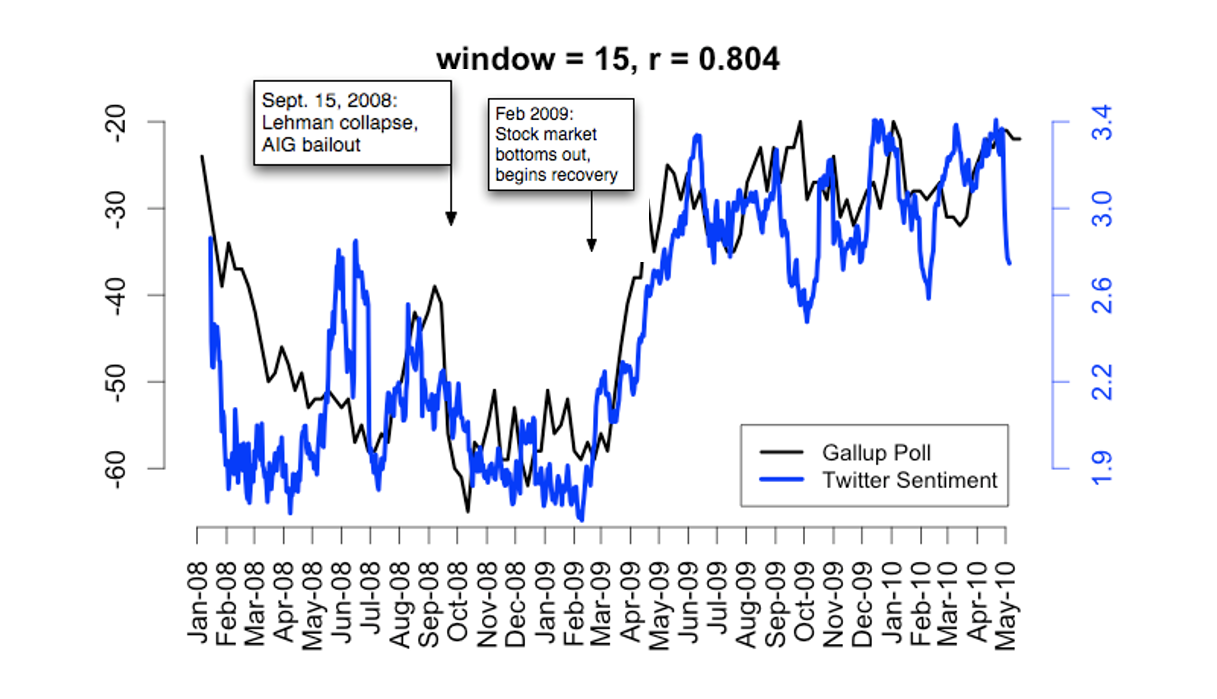 window = 15, r = 0.804
Sept. 15, 2008:
Lehman collapse,
AIG bailout
Feb 2009:
Stock market
bottoms out,
begins recovery
-20
-30
-40
-50
-60
3.4
3.0
2.6
2.2
1.9
Gallup Poll
Twitter Sentiment
Jan-08
Feb-08
Mar-08
Apr-08
May-08
Jun-08
Jul-08
Aug-08
Sep-08
Oct-08
Nov-08
Dec-08
Jan-09
Feb-09
Mar-09
Apr-09
May-09
Jun-09
Jul-09
Aug-09
Sep-09
Oct-09
Nov-09
Dec-09
Jan-10
Feb-10
Mar-10
Apr-10
May-10